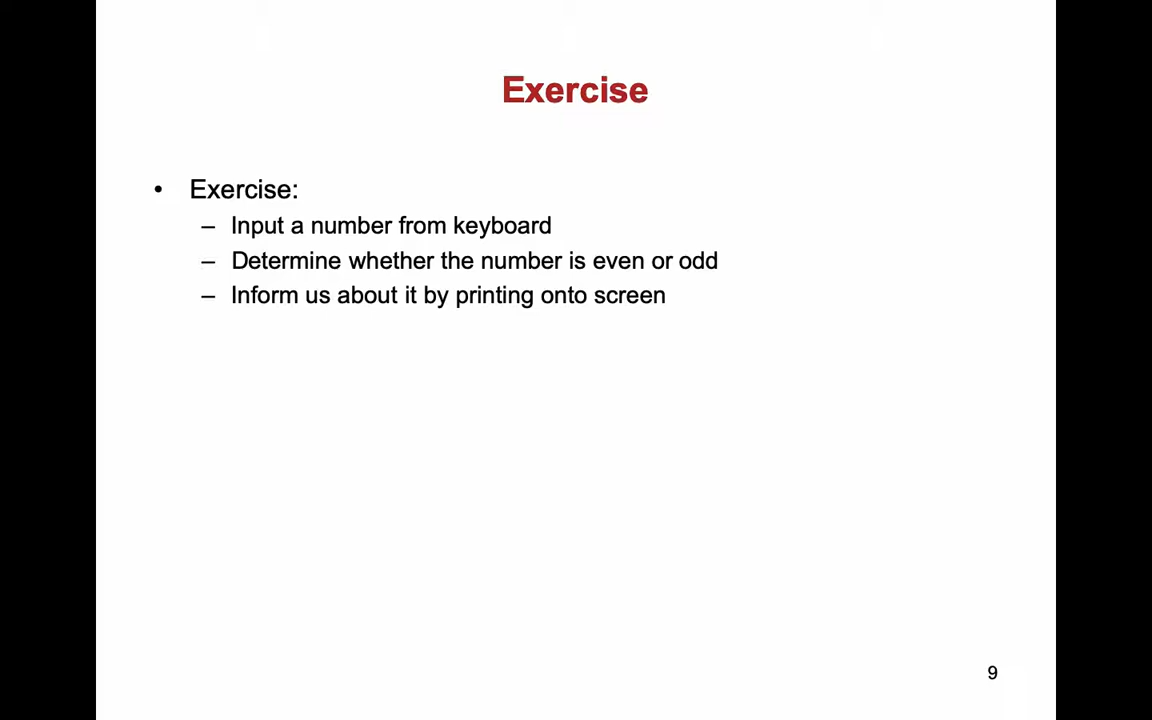 Exercise
• Exercise:
– Input a number from keyboard
– Determine whether the number is even or odd
– Inform us about it by printing onto screen
9